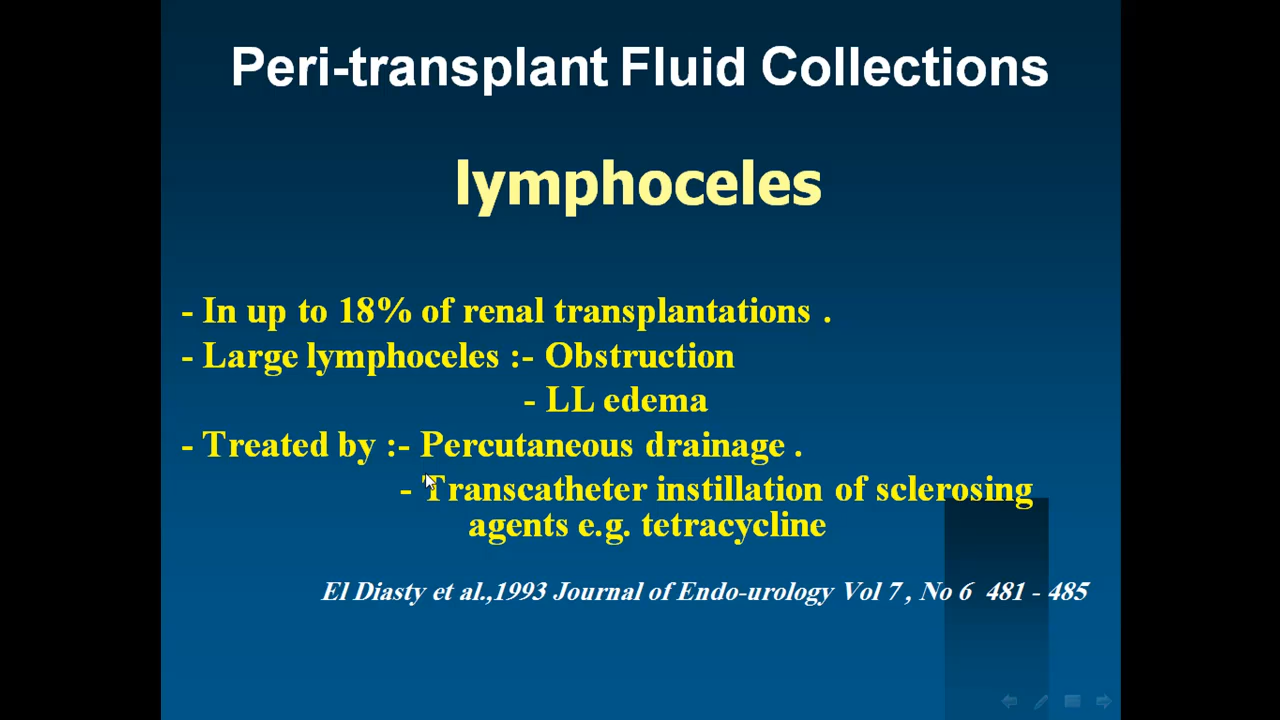 Peri-transplant Fluid Collections
lymphoceles
- In up to 18% of renal transplantations .
- Large lymphoceles :- Obstruction
- LL edema
- Treated by :- Percutaneous drainage .
- Transcatheter instillation of sclerosing
agents e.g. tetracycline
El Diasty et al.,1993 Journal of Endo-urology Vol 7 , No 6 481 - 485